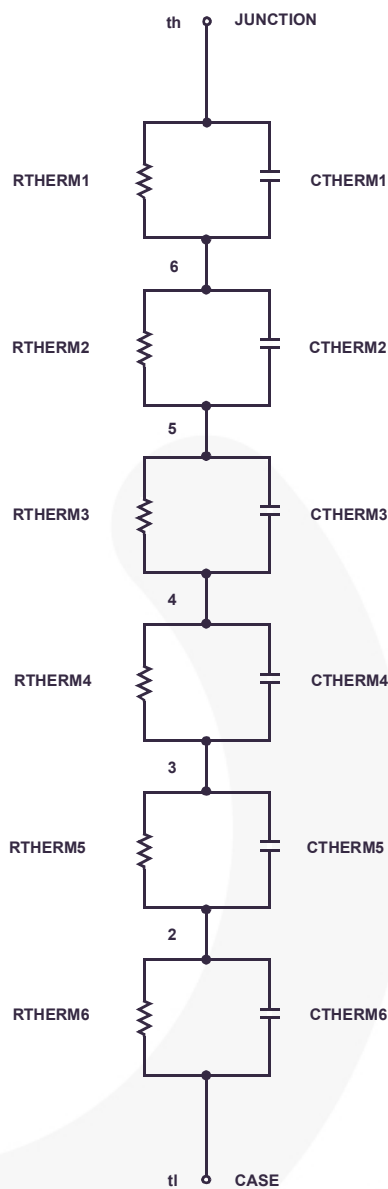 th JUNCTION
RTHERM1 CTHERM1
6
RTHERM2 CTHERM2
5
RTHERM3 CTHERM3
4
RTHERM4 CTHERM4
3
RTHERM5 CTHERM5
2
RTHERM6 CTHERM6
tl CASE